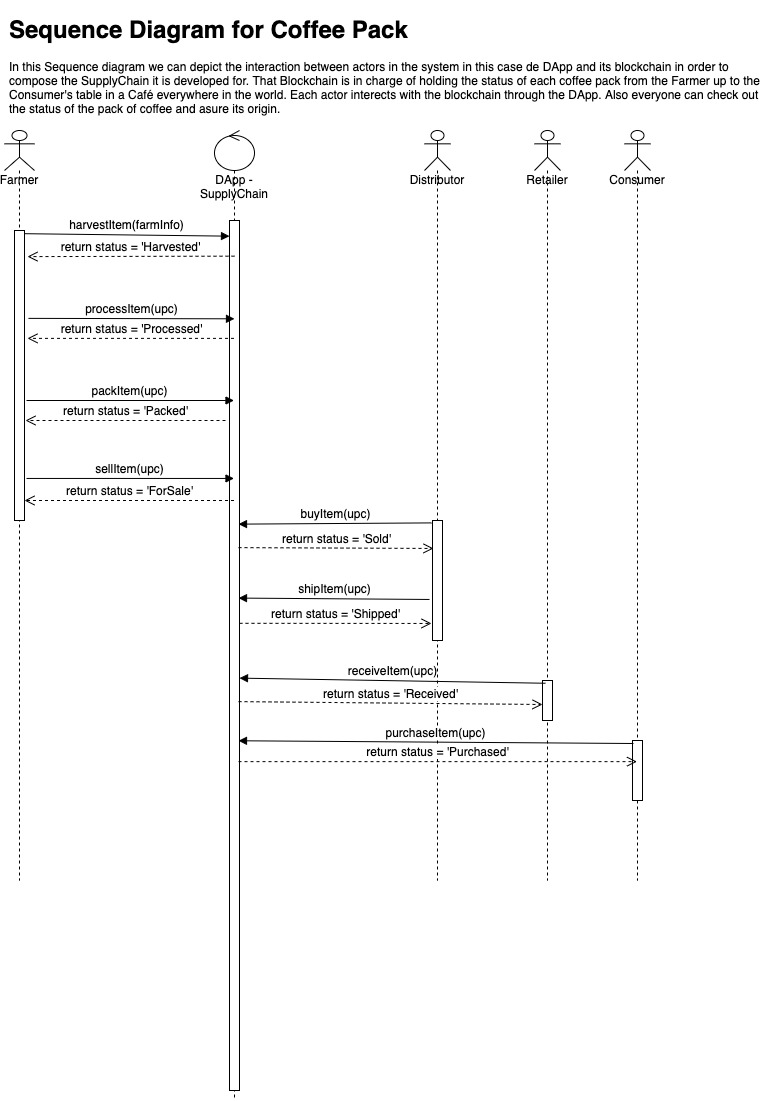 Sequence Diagram for Coffee Pack
In this Sequence diagram we can depict the interaction between actors in the system in this case de DApp and its blockchain in order to
compose the SupplyChain it is developed for. That Blockchain is in charge of holding the status of each coffee pack from the Farmer up to the
Consumer's table in a Café everywhere in the world. Each actor interects with the blockchain through the DApp. Also everyone can check out
the status of the pack of coffee and asure its origin.
Farmer
DApp -
SupplyChain
Distributor
Retailer
Consumer
harvestItem(farmInfo)
return status = 'Harvested'
processItem(upc)
return status = 'Processed'
packItem(upc)
return status = 'Packed'
sellItem(upc)
return status = 'ForSale'
buyItem(upc)
return status = 'Sold'
shipItem(upc)
return status = 'Shipped'
receiveItem(upc)
return status = 'Received'
purchaseItem(upc)
return status = 'Purchased'